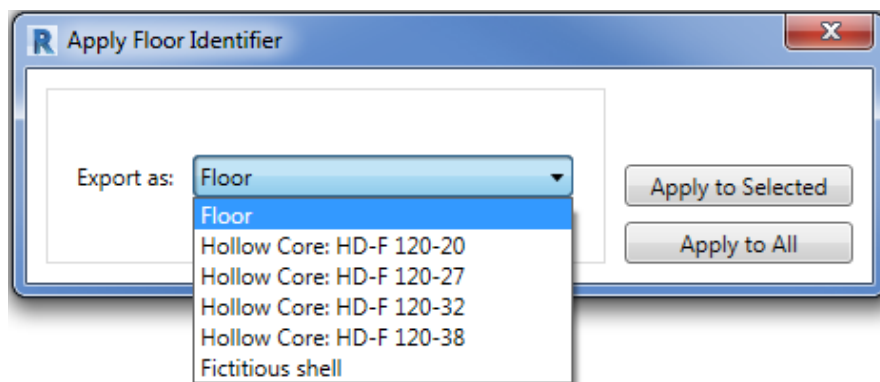 R Apply Floor Identifier
Export as:
Floor
Floor
Hollow Core: HD-F 120-20
Hollow Core: HD-F 120-27
Hollow Core: HD-F 120-32
Hollow Core: HD-F 120-38
Fictitious shell
Apply to Selected
Apply to All